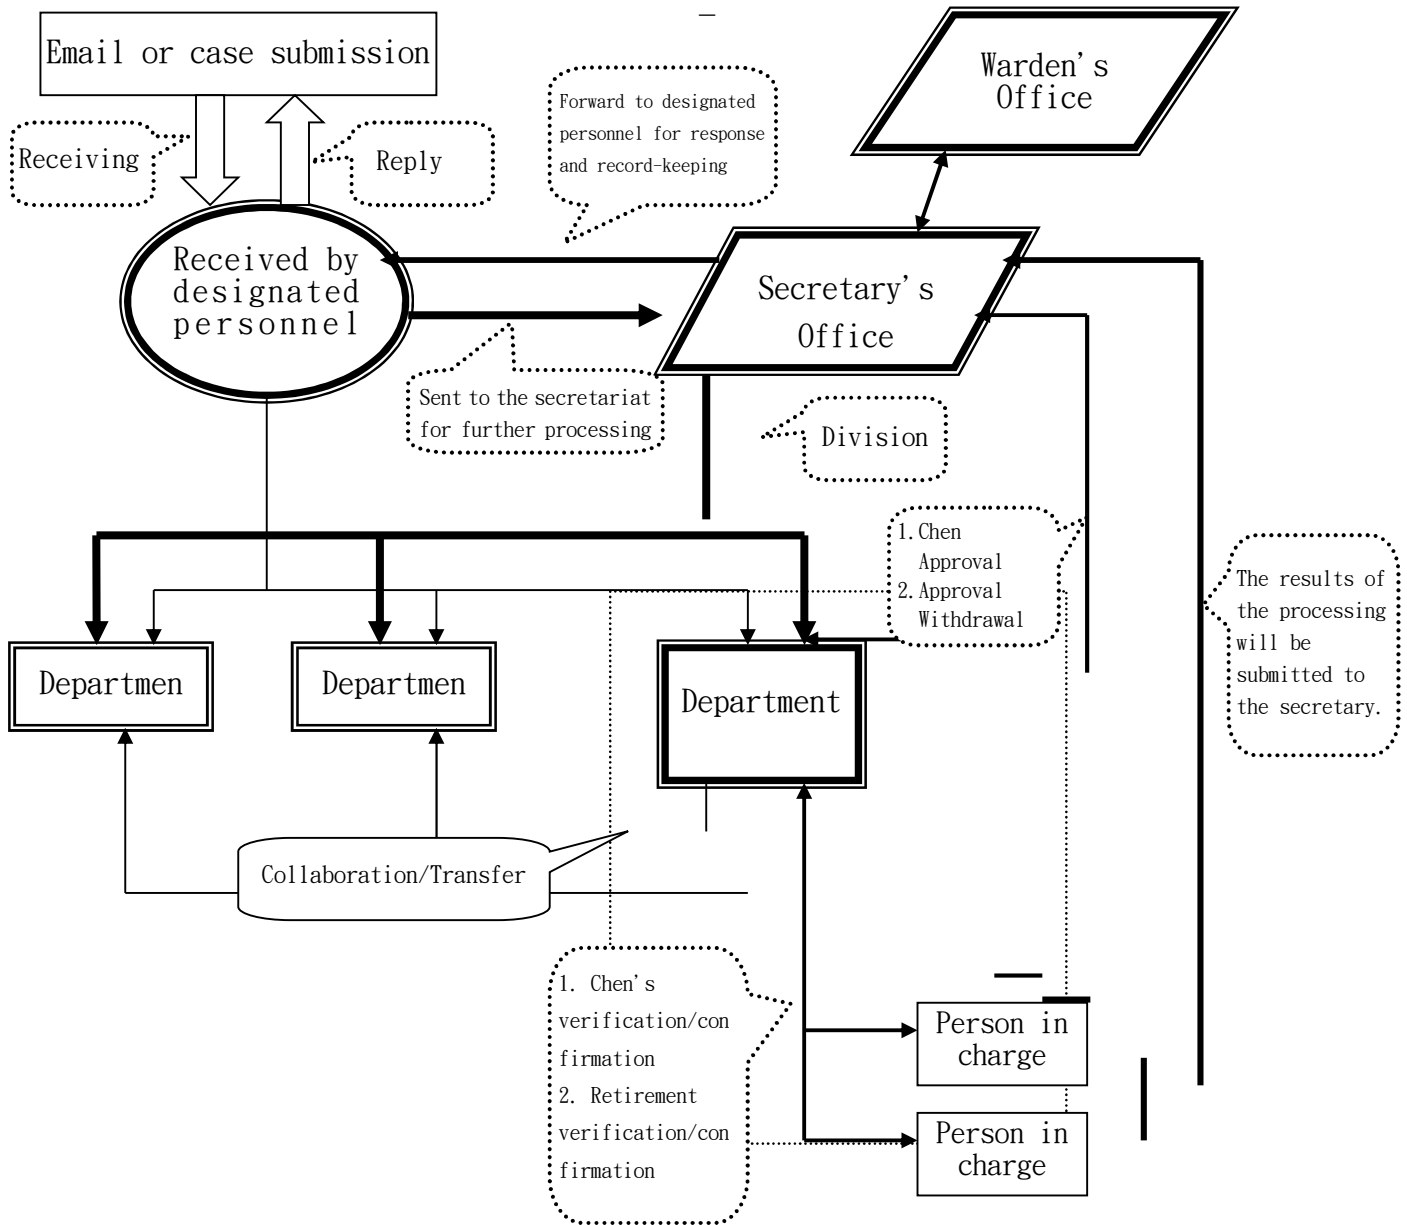 Email or case submission
Warden's
Office
Forward to designated
personnel for response
and record-keeping
Receiving
Reply
Received by
designated
personnel
Secretary's
Office
Sent to the secretariat
for further processing
Division
1. Chen
Approval
2. Approval
Withdrawal
The results of
the processing
will be
submitted to
the secretary.
Departmen
Departmen
Department
Collaboration/Transfer
1. Chen's
verification/con
firmation
2. Retirement
verification/con
firmation
Person in
charge
Person in
charge